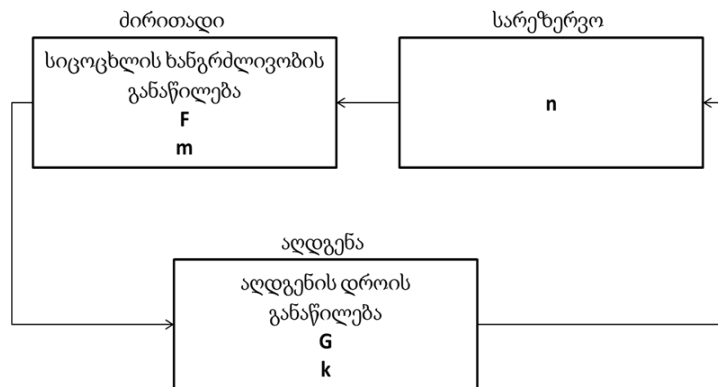 ძირითადი
სიცოცხლის ხანგრძლივობის
განაწილება
F
m
სარეზერვო
n
აღდგენა
აღდგენის დროის
განაწილება
G
k